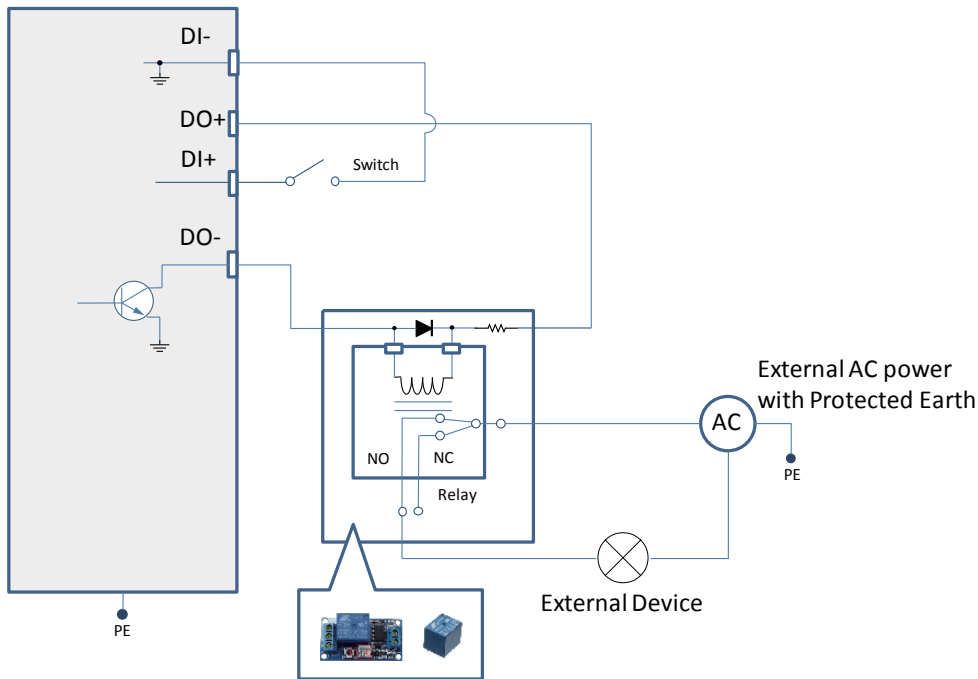 DI-
DO+
DI+
Switch
DO-
External AC power
with Protected Earth
AC
NO
NC
PE
Relay
External Device
PE